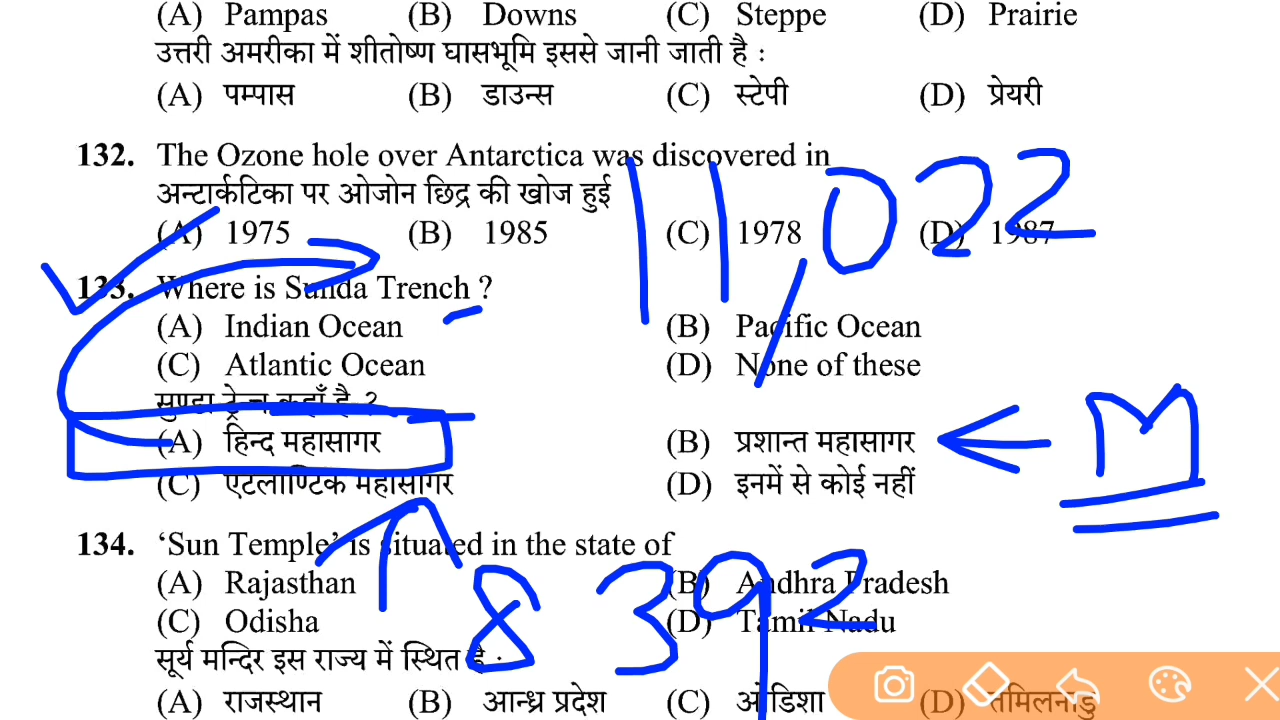 (A) Pampas (B) Downs (C) Steppe (D) Prairie
उत्तरी अमरीका में शीतोष्ण घासभूमि इससे जानी जाती है :
(A) पम्पास (B) डाउन्स (C) स्टेपी (D) प्रेयरी
132. The Ozone hole over Antarctica was discovered in
अन्टार्कटिका पर ओजोन छिद्र की खोज हुई
(A) 1975 (B) 1985 (C) 1978 (D) 1987
11,022
133. Where is Sunda Trench ?
(A) Indian Ocean (B) Pacific Ocean
(C) Atlantic Ocean (D) None of these
सुण्डा ट्रेन्च कहाँ है ?
(A) हिन्द महासागर (B) प्रशान्त महासागर
M
(C) एटलाण्टिक महासागर (D) इनमें से कोई नहीं
134. ‘Sun Temple’ is situated in the state of
(A) Rajasthan (B) Andhra Pradesh
8392
(C) Odisha (D) Tamil Nadu
सूर्य मन्दिर इस राज्य में स्थित है :
(A) राजस्थान (B) आन्ध्र प्रदेश (C) ओडिशा (D) तमिलनाडु